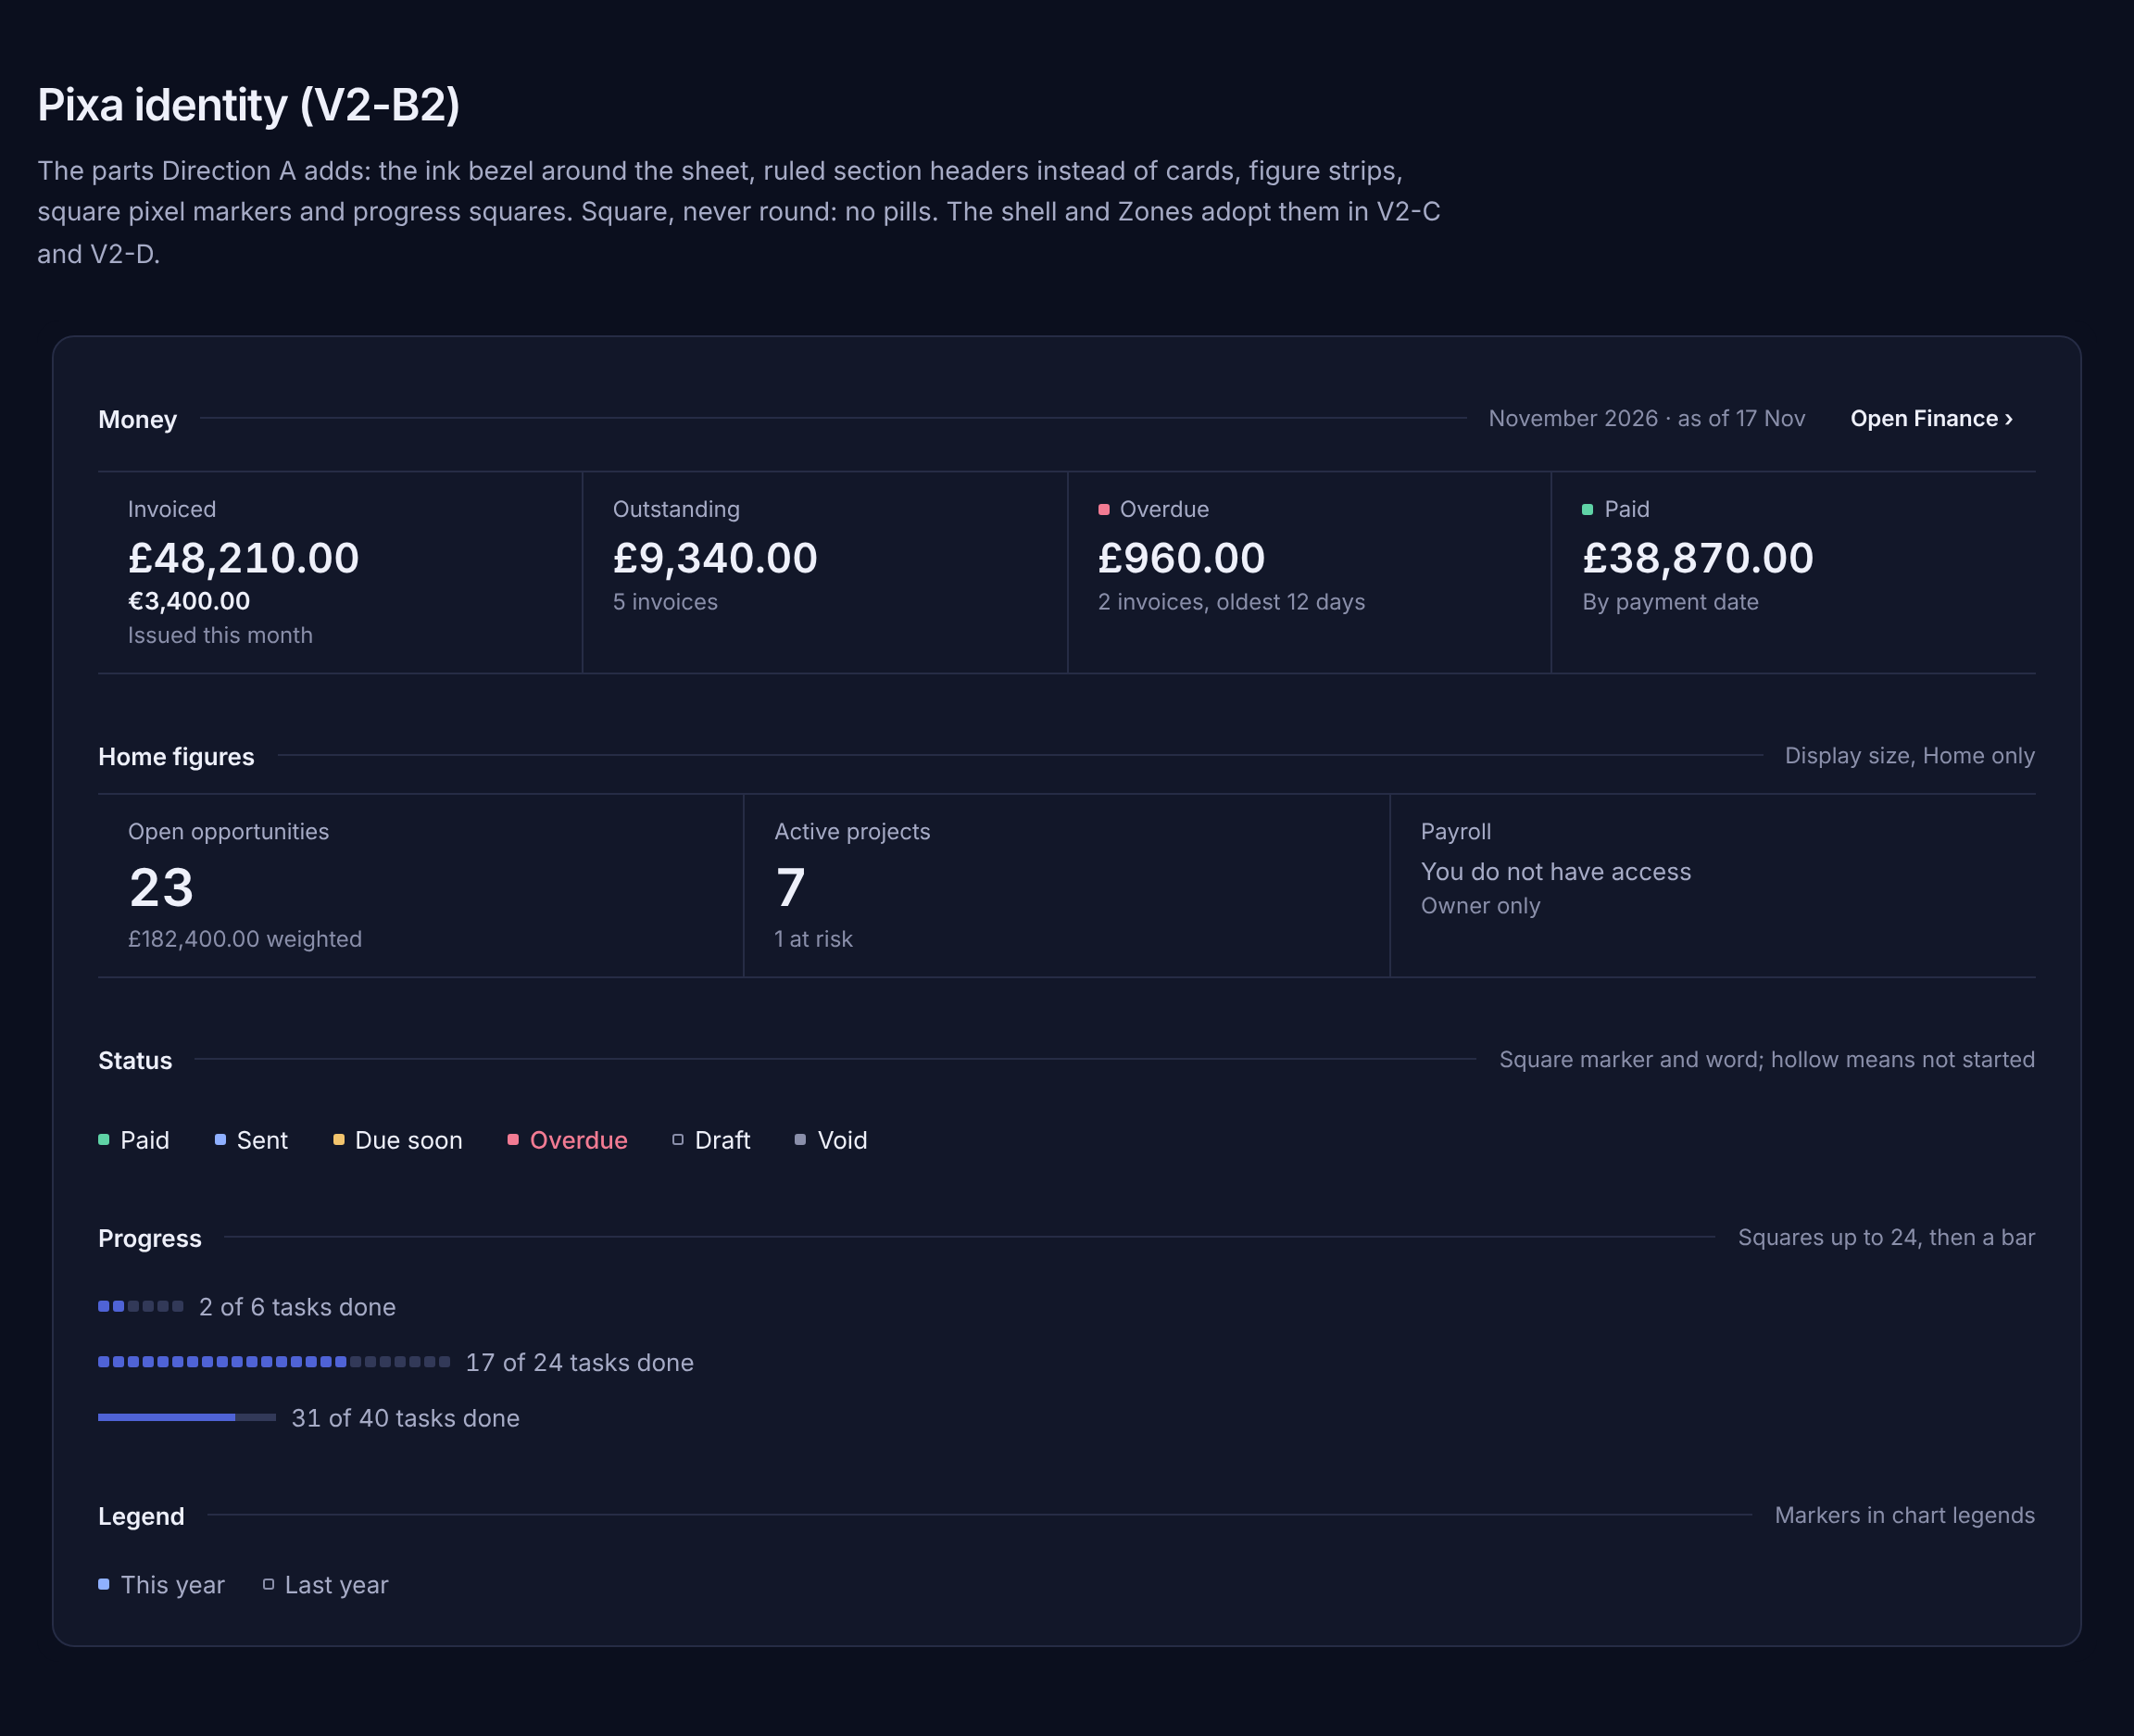 Pixa identity (V2-B2)
The parts Direction A adds: the ink bezel around the sheet, ruled section headers instead of cards, figure strips,
square pixel markers and progress squares. Square, never round: no pills. The shell and Zones adopt them in V2-C
and V2-D.
Money
November 2026 · as of 17 Nov
Open Finance ›
Invoiced
£48,210.00
€3,400.00
Issued this month
Outstanding
£9,340.00
5 invoices
Overdue
£960.00
2 invoices, oldest 12 days
Paid
£38,870.00
By payment date
Home figures
Display size, Home only
Open opportunities
23
£182,400.00 weighted
Active projects
7
1 at risk
Payroll
You do not have access
Owner only
Status
Square marker and word; hollow means not started
Paid
Sent
Due soon
Overdue
Draft
Void
Progress
Squares up to 24, then a bar
2 of 6 tasks done
17 of 24 tasks done
31 of 40 tasks done
Legend
Markers in chart legends
This year
Last year